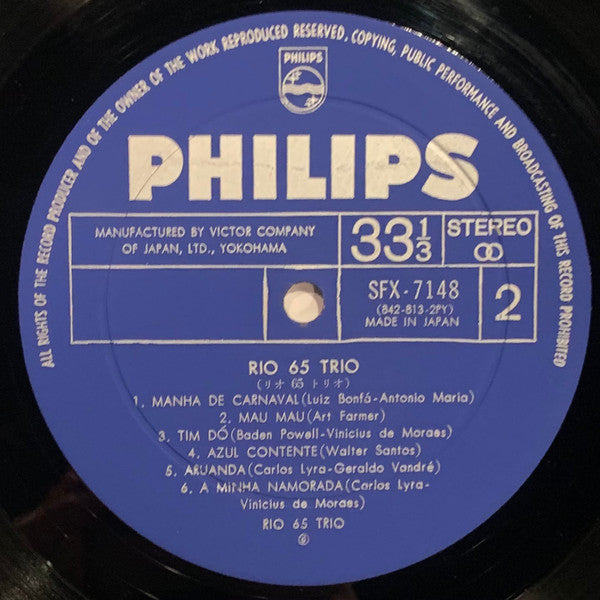 ALL RIGHTS OF THE RECORD PRODUCER AND OF THE OWNER OF THE WORK REPRODUCED RESERVED, COPYING, PUBLIC PERFORMANCE AND BROADCASTING OF THIS RECORD PROHIBITED
PHILIPS
PHILIPS
MANUFACTURED BY VICTOR COMPANY
OF JAPAN, LTD., YOKOHAMA
33 1/3
STEREO
SFX-7148
(842-813-2PY)
MADE IN JAPAN
2
RIO 65 TRIO
(リオ 65 トリオ)
1. MANHA DE CARNAVAL(Luiz Bonfá-Antonio Maria)
2. MAU MAU(Art Farmer)
3. TIM DÓ(Baden Powell-Vinicius de Moraes)
4. AZUL CONTENTE(Walter Santos)
5. ARUANDA(Carlos Lyra-Geraldo Vandré)
6. A MINHA NAMORADA(Carlos Lyra-
Vinicius de Moraes)
RIO 65 TRIO